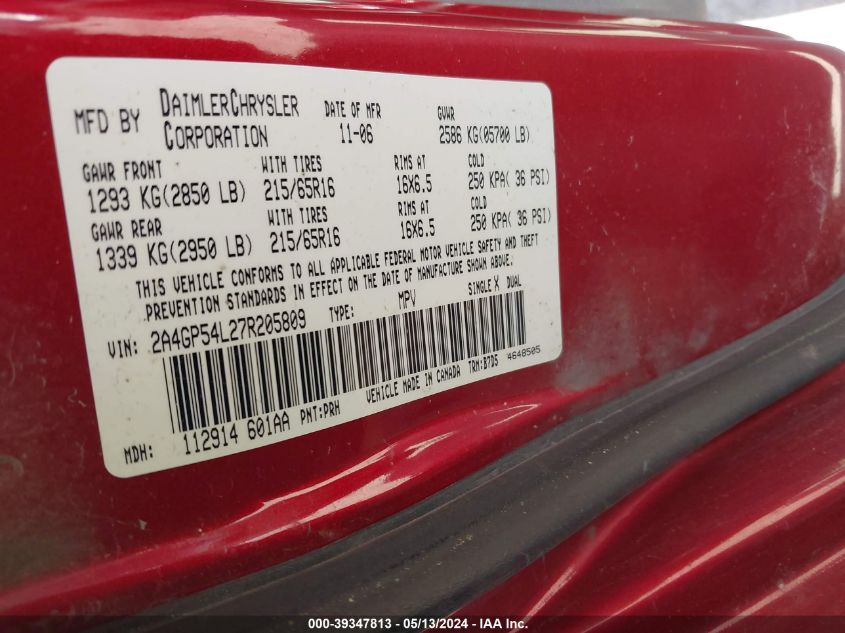 MFD BY DAIMLERCHRYSLER CORPORATION DATE OF MFR 11-06 GVWR 2586 KG(05700 LB)
GAWR FRONT WITH TIRES RIMS AT COLD
1293 KG(2850 LB) 215/65R16 16X6.5 250 KPA( 36 PSI)
GAWR REAR WITH TIRES RIMS AT COLD
1339 KG(2950 LB) 215/65R16 16X6.5 250 KPA( 36 PSI)
THIS VEHICLE CONFORMS TO ALL APPLICABLE FEDERAL MOTOR VEHICLE SAFETY AND THEFT
PREVENTION STANDARDS IN EFFECT ON THE DATE OF MANUFACTURE SHOWN ABOVE.
VIN: 2A4GP54L27R205809 TYPE: MPV SINGLE X DUAL
VEHICLE MADE IN CANADA TRM:B7D5 4648505
MDH: 112914 601AA PNT:PRH
000-39347813 - 05/13/2024 - IAA Inc.